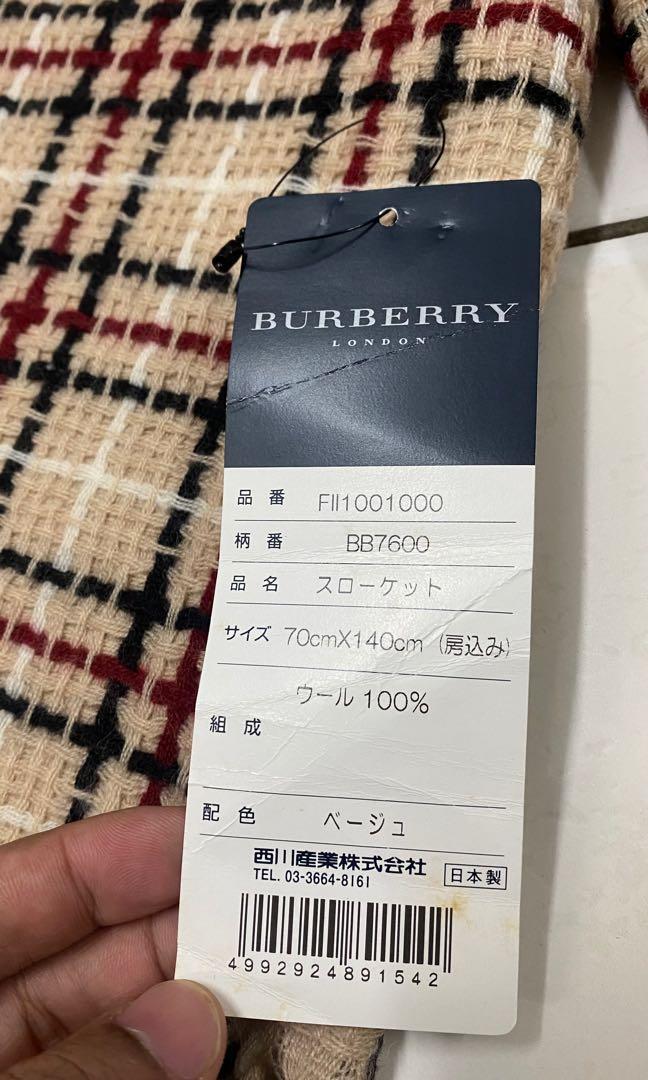 BURBERRY
LONDON
品番 FII1001000
柄番 BB7600
品名 スローケット
サイズ 70cmX140cm (房込み)
組成 ウール 100%
配色 ベージュ
西川産業株式会社
TEL. 03-3664-8161 日本製
4992924891542